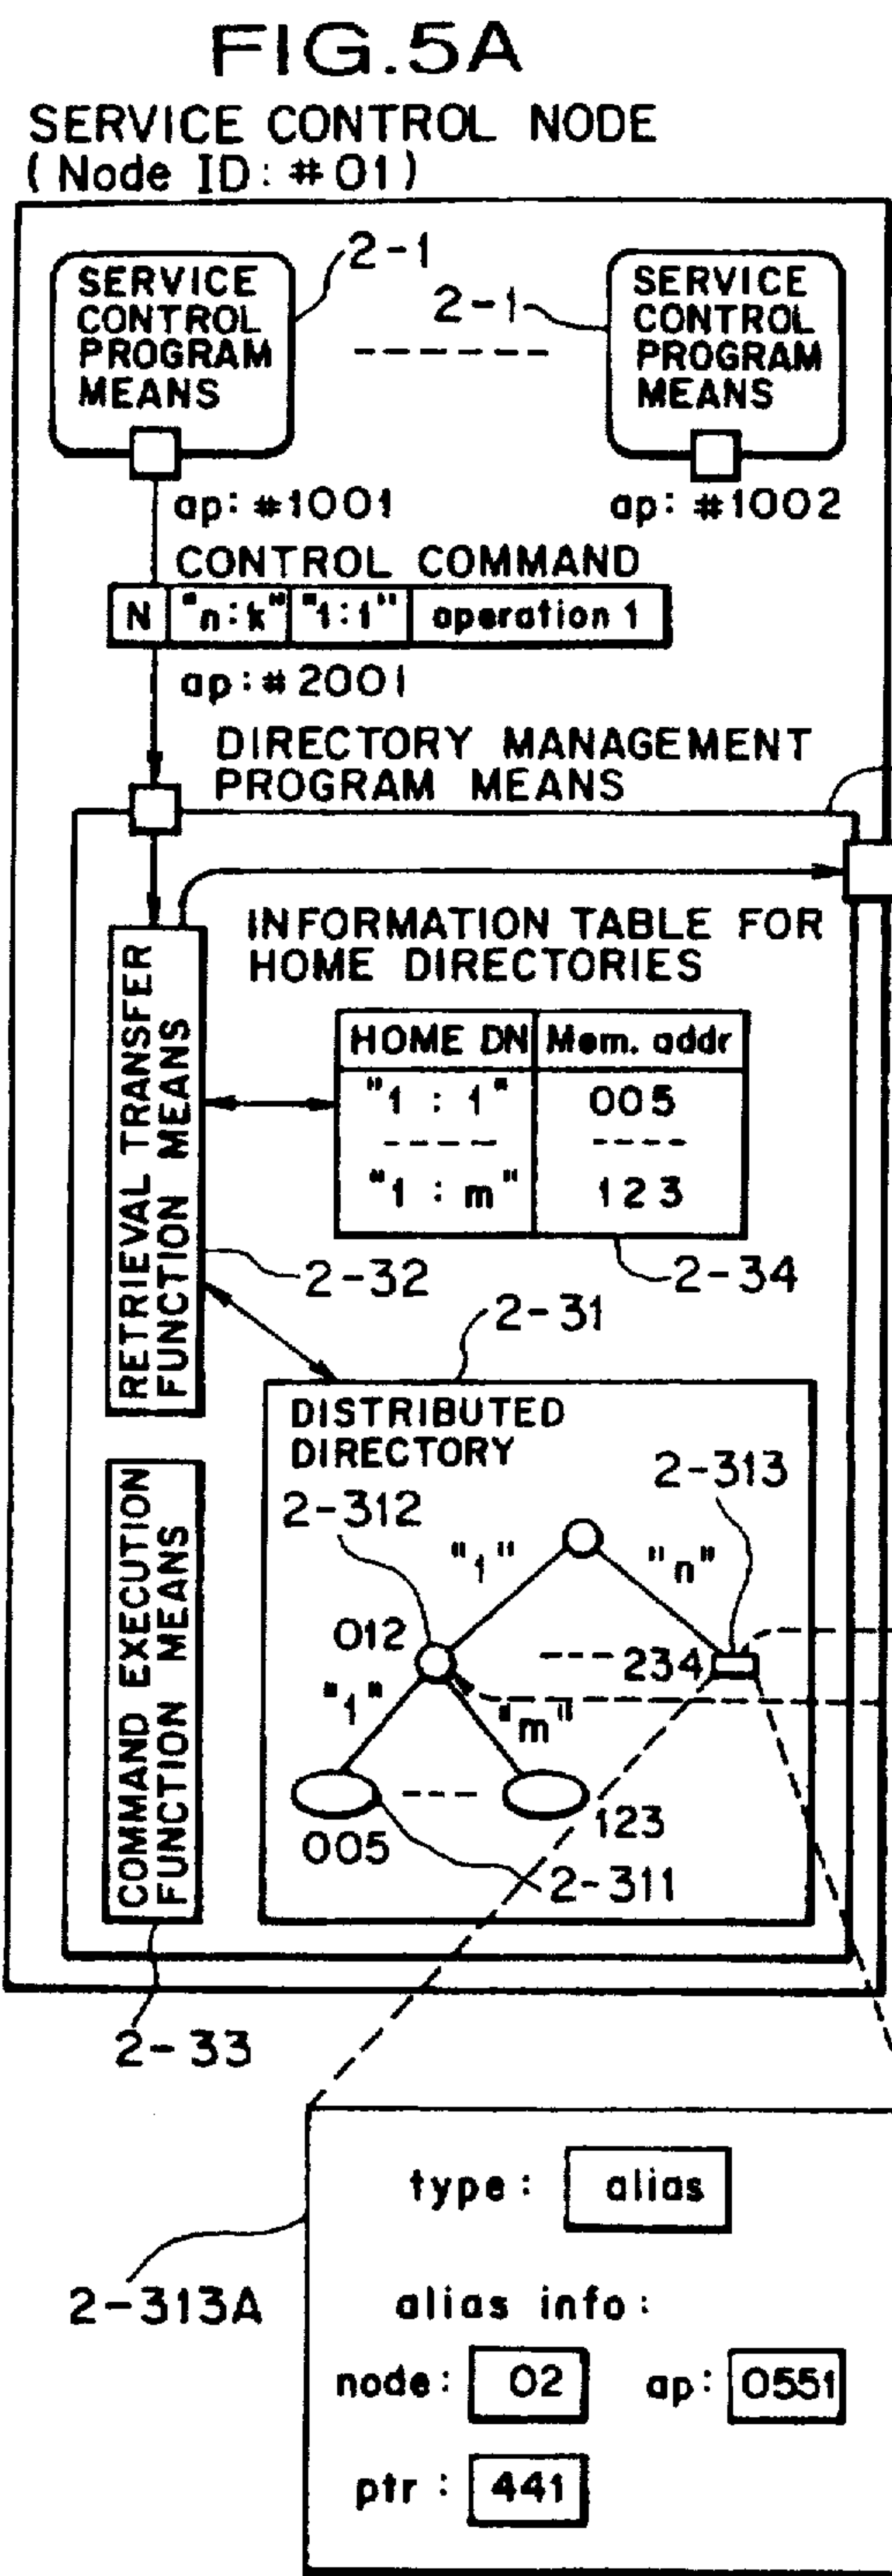 FIG.5A
SERVICE CONTROL NODE
(Node ID: #01)
SERVICE
CONTROL
PROGRAM
MEANS
2-1
2-1
SERVICE
CONTROL
PROGRAM
MEANS
ap: #1001
ap: #1002
CONTROL COMMAND
N "n:k" "1:1" operation 1
ap: #2001
DIRECTORY MANAGEMENT
PROGRAM MEANS
INFORMATION TABLE FOR
HOME DIRECTORIES
RETRIEVAL TRANSFER
FUNCTION MEANS
HOME DN Mem. addr
"1 : 1" 005
"1 : m" 123
2-32
2-34
2-31
DISTRIBUTED
DIRECTORY
2-312
2-313
"1"
"n"
012
234
"1"
"m"
005
123
2-311
COMMAND EXECUTION
FUNCTION MEANS
2-33
type: alias
2-313A
alias info:
node: 02 ap: 0551
ptr : 441